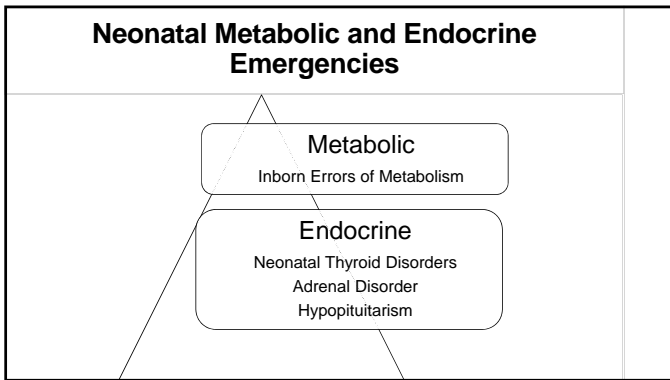 Neonatal Metabolic and Endocrine
Emergencies
Metabolic
Inborn Errors of Metabolism
Endocrine
Neonatal Thyroid Disorders
Adrenal Disorder
Hypopituitarism